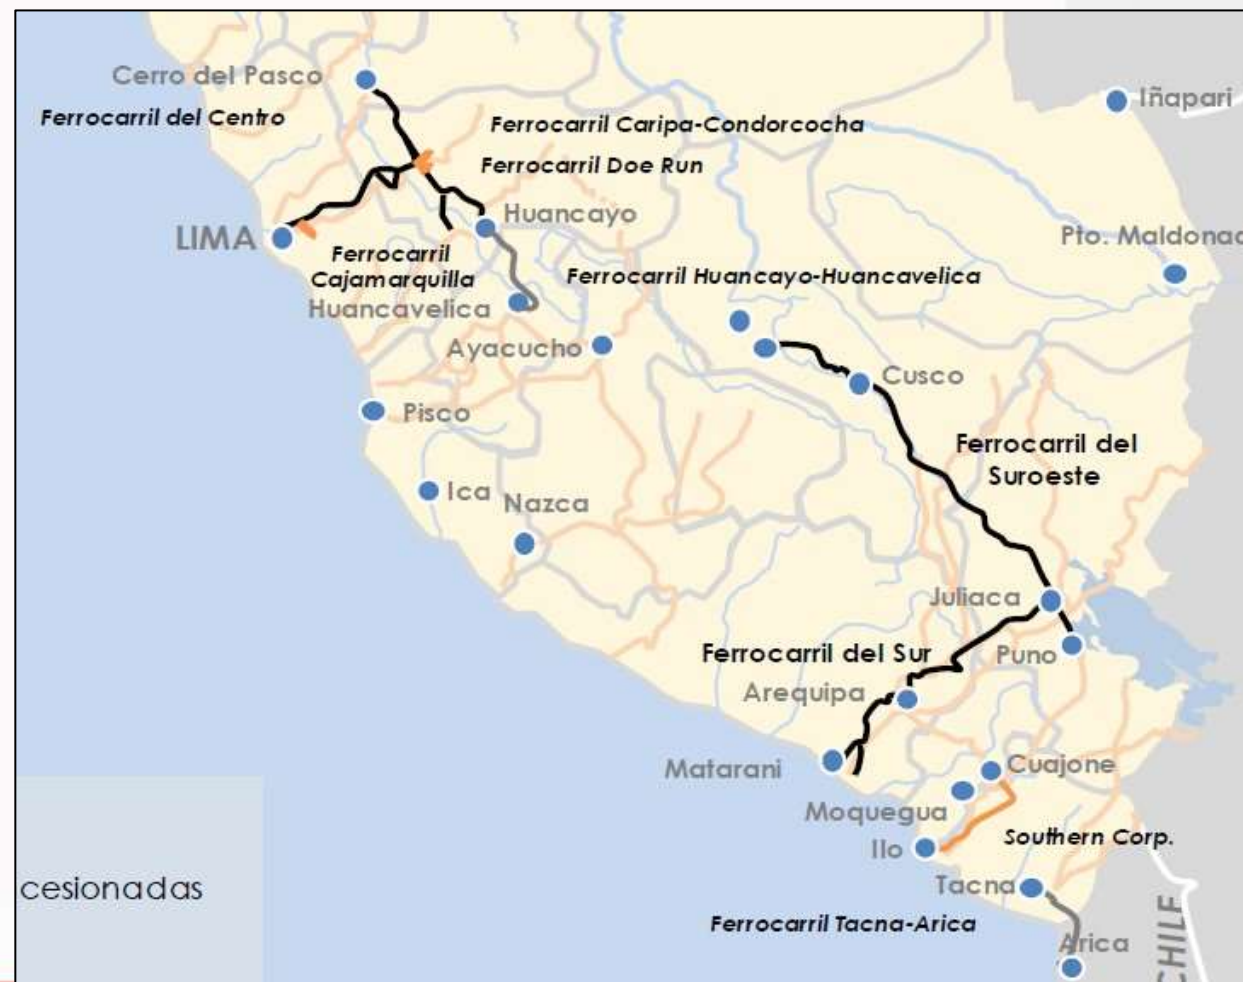 Cerro del Pasco
Iñapari
Ferrocarril del Centro
Ferrocarril Caripa-Condorcocha
Ferrocarril Doe Run
Huancayo
LIMA
Pto. Maldonad
Ferrocarril
Cajamarquilla
Ferrocarril Huancayo-Huancavelica
Huancavelica
Ayacucho
Cusco
Pisco
Ferrocarril del
Suroeste
Ica
Nazca
Juliaca
Ferrocarril del Sur
Puno
Arequipa
Matarani
Cuajone
Moquegua
Southern Corp.
Ilo
Tacna
cesionadas
Ferrocarril Tacna-Arica
Arica
CHILE